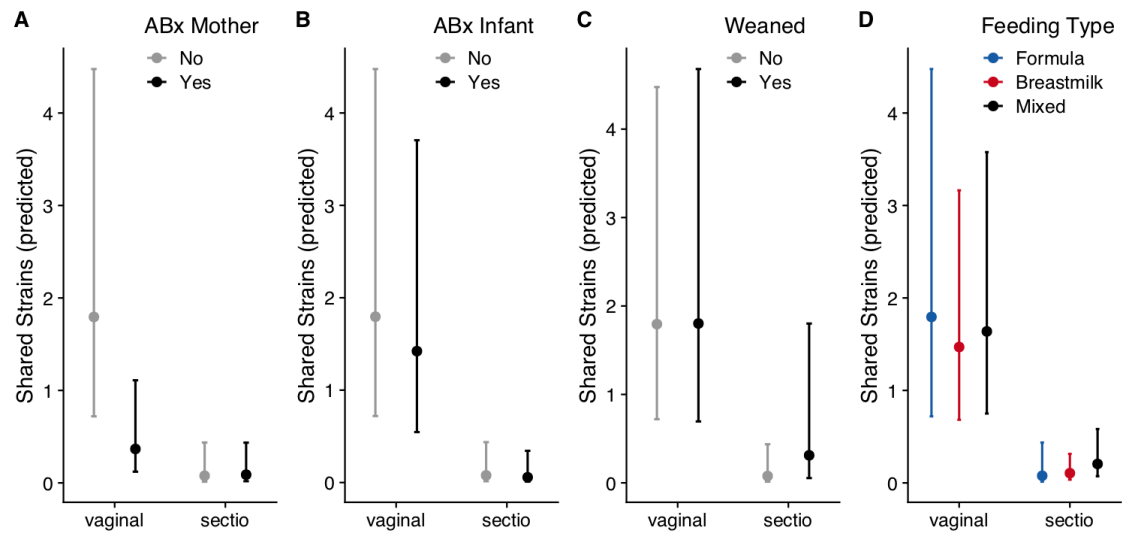 A
ABx Mother
No
Yes
Shared Strains (predicted)
4
3
2
1
0
vaginal
sectio
B
ABx Infant
No
Yes
Shared Strains (predicted)
4
3
2
1
0
vaginal
sectio
C
Weaned
No
Yes
Shared Strains (predicted)
4
3
2
1
0
vaginal
sectio
D
Feeding Type
Formula
Breastmilk
Mixed
Shared Strains (predicted)
4
3
2
1
0
vaginal
sectio